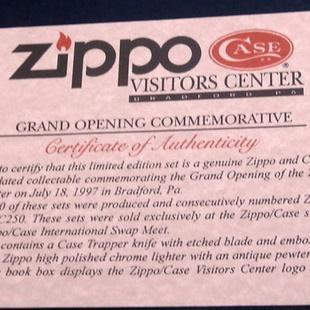 zippo
CASE
XX
VISITORS CENTER
BRADFORD PA
GRAND OPENING COMMEMORATIVE
Certificate of Authenticity
to certify that this limited edition set is a genuine Zippo and C
dated collectable commemorating the Grand Opening of the Z
ter on July 18, 1997 in Bradford, Pa.
0 of these sets were produced and consecutively numbered Z
C250. These sets were sold exclusively at the Zippo/Case s
ppo/Case International Swap Meet.
contains a Case Trapper knife with etched blade and embo
Zippo high polished chrome lighter with an antique pewter
book box displays the Zippo/Case Visitors Center logo